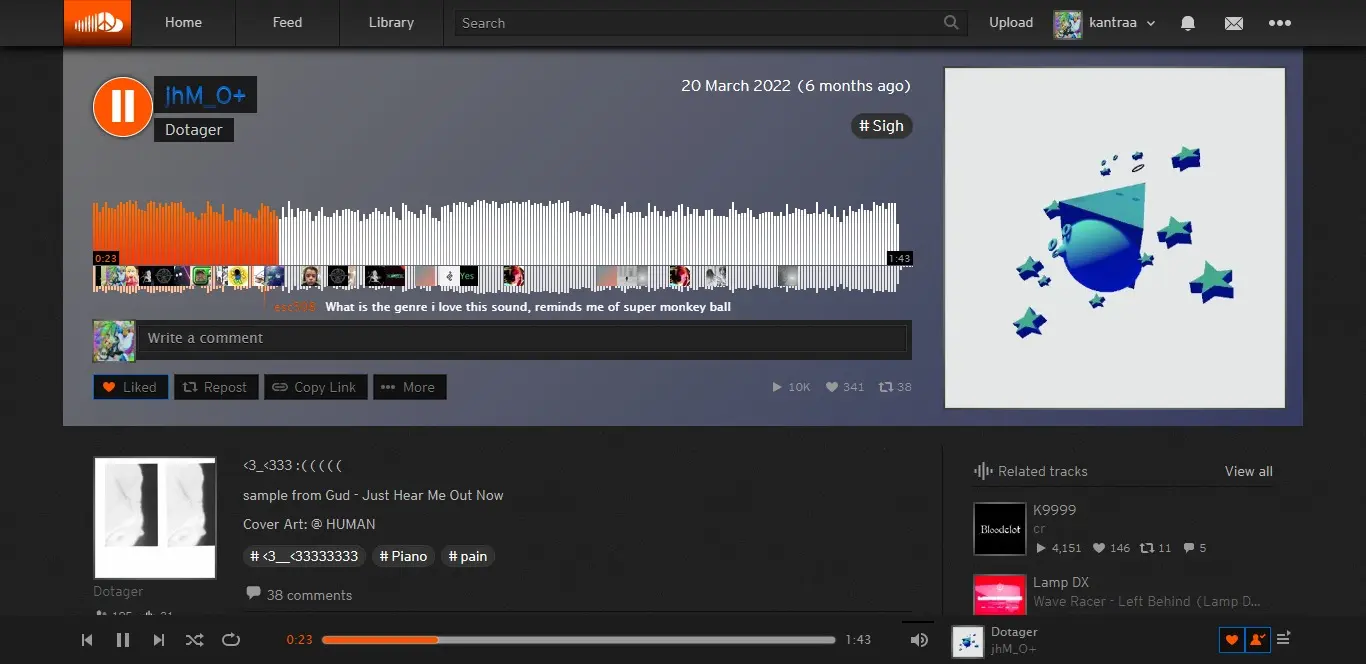 Home
Feed
Library
Search
Upload
kantraa
jhM_O+
Dotager
20 March 2022 (6 months ago)
# Sigh
0:23
1:43
Yes
What is the genre i love this sound, reminds me of super monkey ball
Write a comment
Liked
Repost
Copy Link
More
10K
341
38
<3_<333 :( ( ( ( (
sample from Gud - Just Hear Me Out Now
Cover Art: @ HUMAN
# <3__<33333333
# Piano
# pain
Dotager
38 comments
Related tracks
View all
Bloodclot
K9999
cr
4,151
146
11
5
Lamp DX
Wave Racer - Left Behind (Lamp D...
0:23
1:43
Dotager
jhM_O+